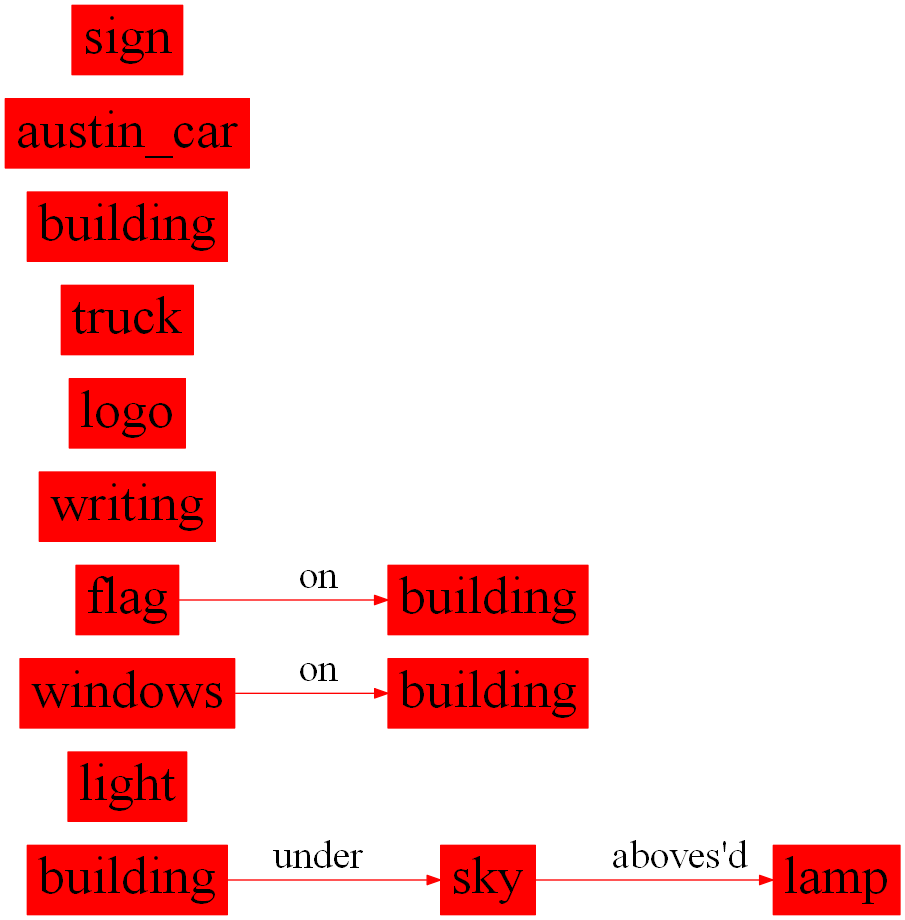 sign
austin_car
building
truck
logo
writing
flag on building
windows on building
light
building under sky aboves'd lamp